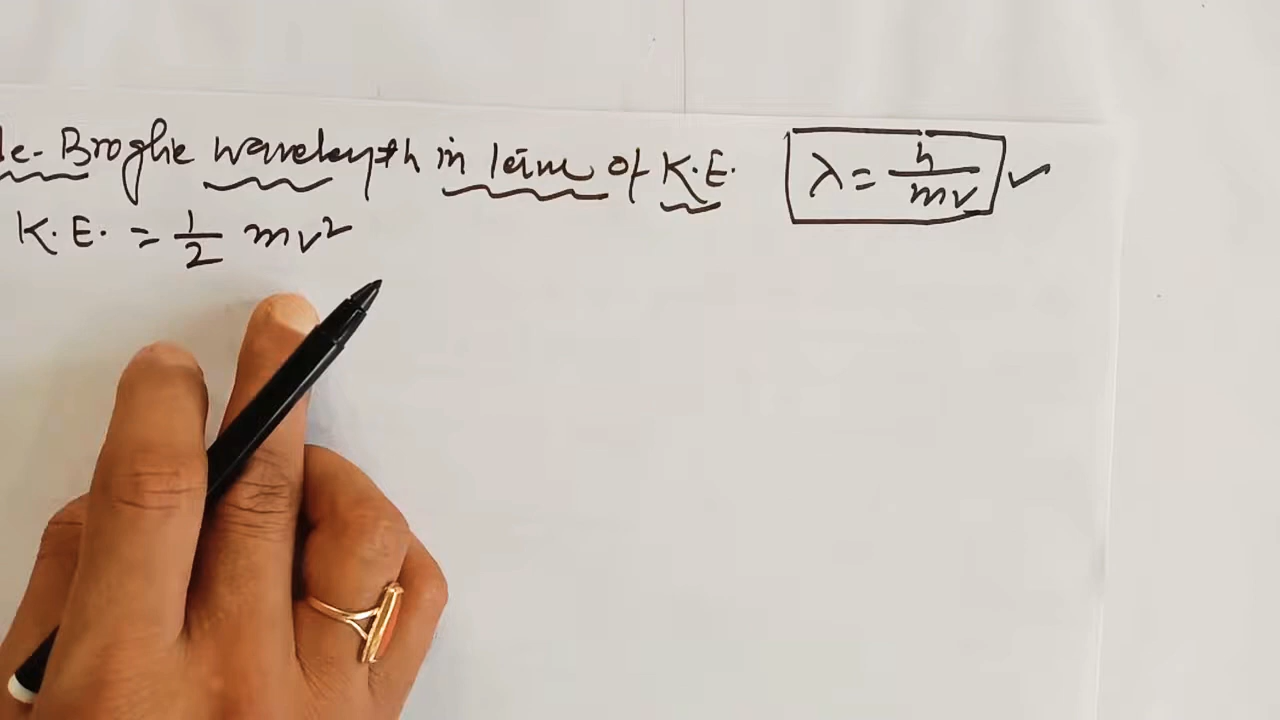 de-Broglie wavelength in term of K.E. λ = h/mv ✓
K.E. = 1/2 mv²